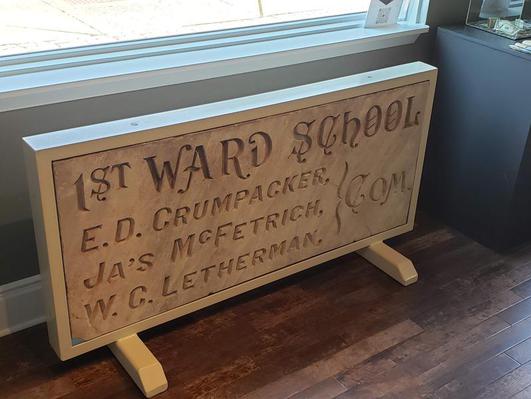 1ST WARD SCHOOL
E.D. CRUMPACKER,
JA'S McFETRICH, } COM.
W. C. LETHERMAN,